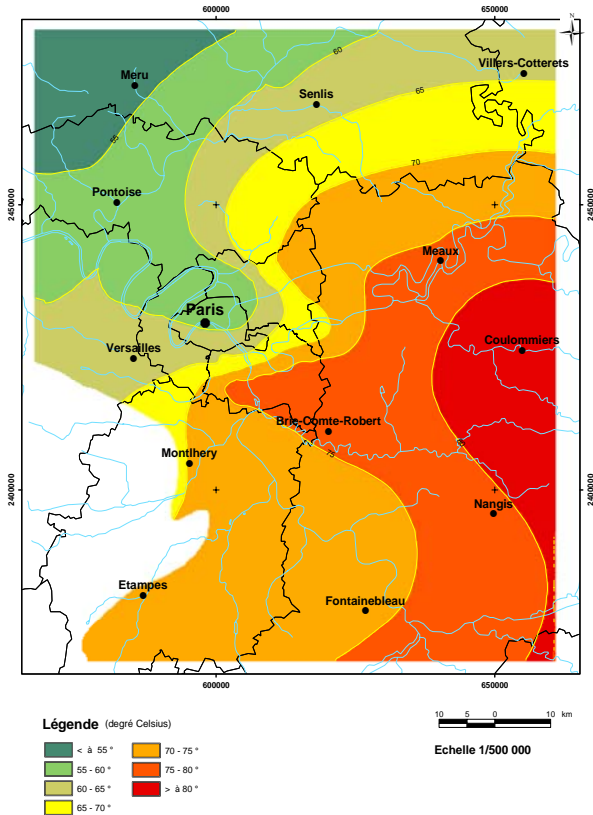 600000 650000
N
60
Villers-Cotterets
Meru
65
Senlis
55
70
Pontoise
2450000 2450000
Meaux
Paris
Coulommiers
Versailles
Brie-Comte-Robert
75
Montlhery
2400000 2400000
Nangis
Etampes
Fontainebleau
600000 650000
Légende (degré Celsius)
< à 55 °
55 - 60 °
60 - 65 °
65 - 70 °
70 - 75 °
75 - 80 °
> à 80 °
10 5 0 10 km
Echelle 1/500 000